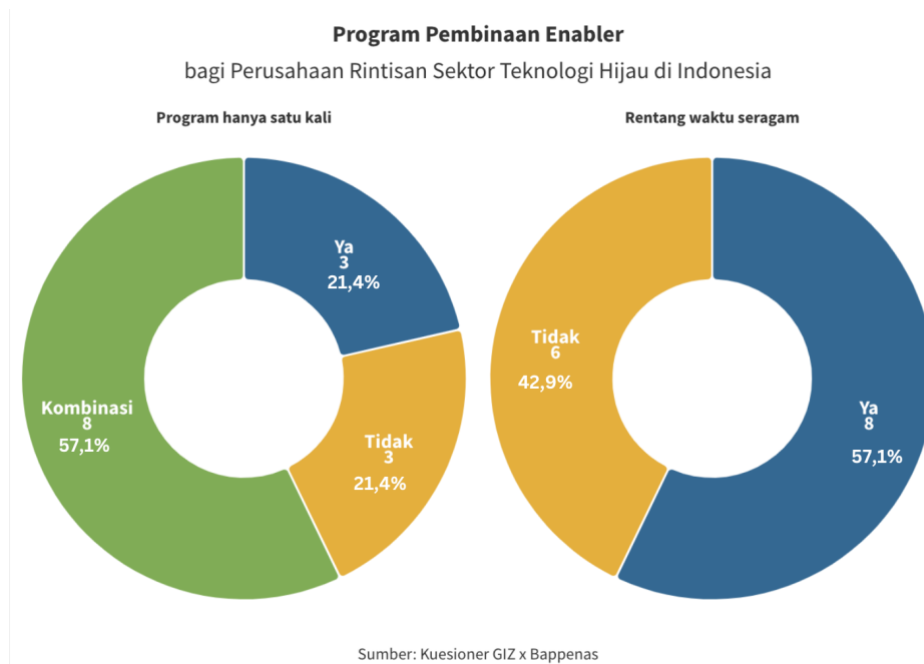 Program Pembinaan Enabler
bagi Perusahaan Rintisan Sektor Teknologi Hijau di Indonesia
Program hanya satu kali
Ya
3
21,4%
Tidak
3
21,4%
Kombinasi
8
57,1%
Rentang waktu seragam
Tidak
6
42,9%
Ya
8
57,1%
Sumber: Kuesioner GIZ x Bappenas